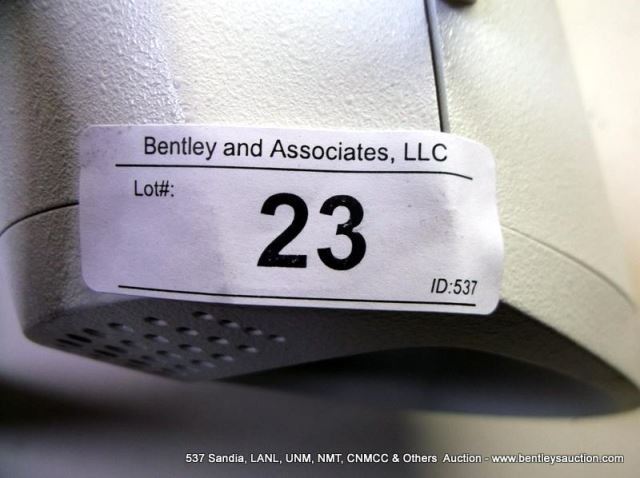 Bentley and Associates, LLC
Lot#:
23
ID:537
537 Sandia, LANL, UNM, NMT, CNMCC & Others Auction - www.bentleysauction.com